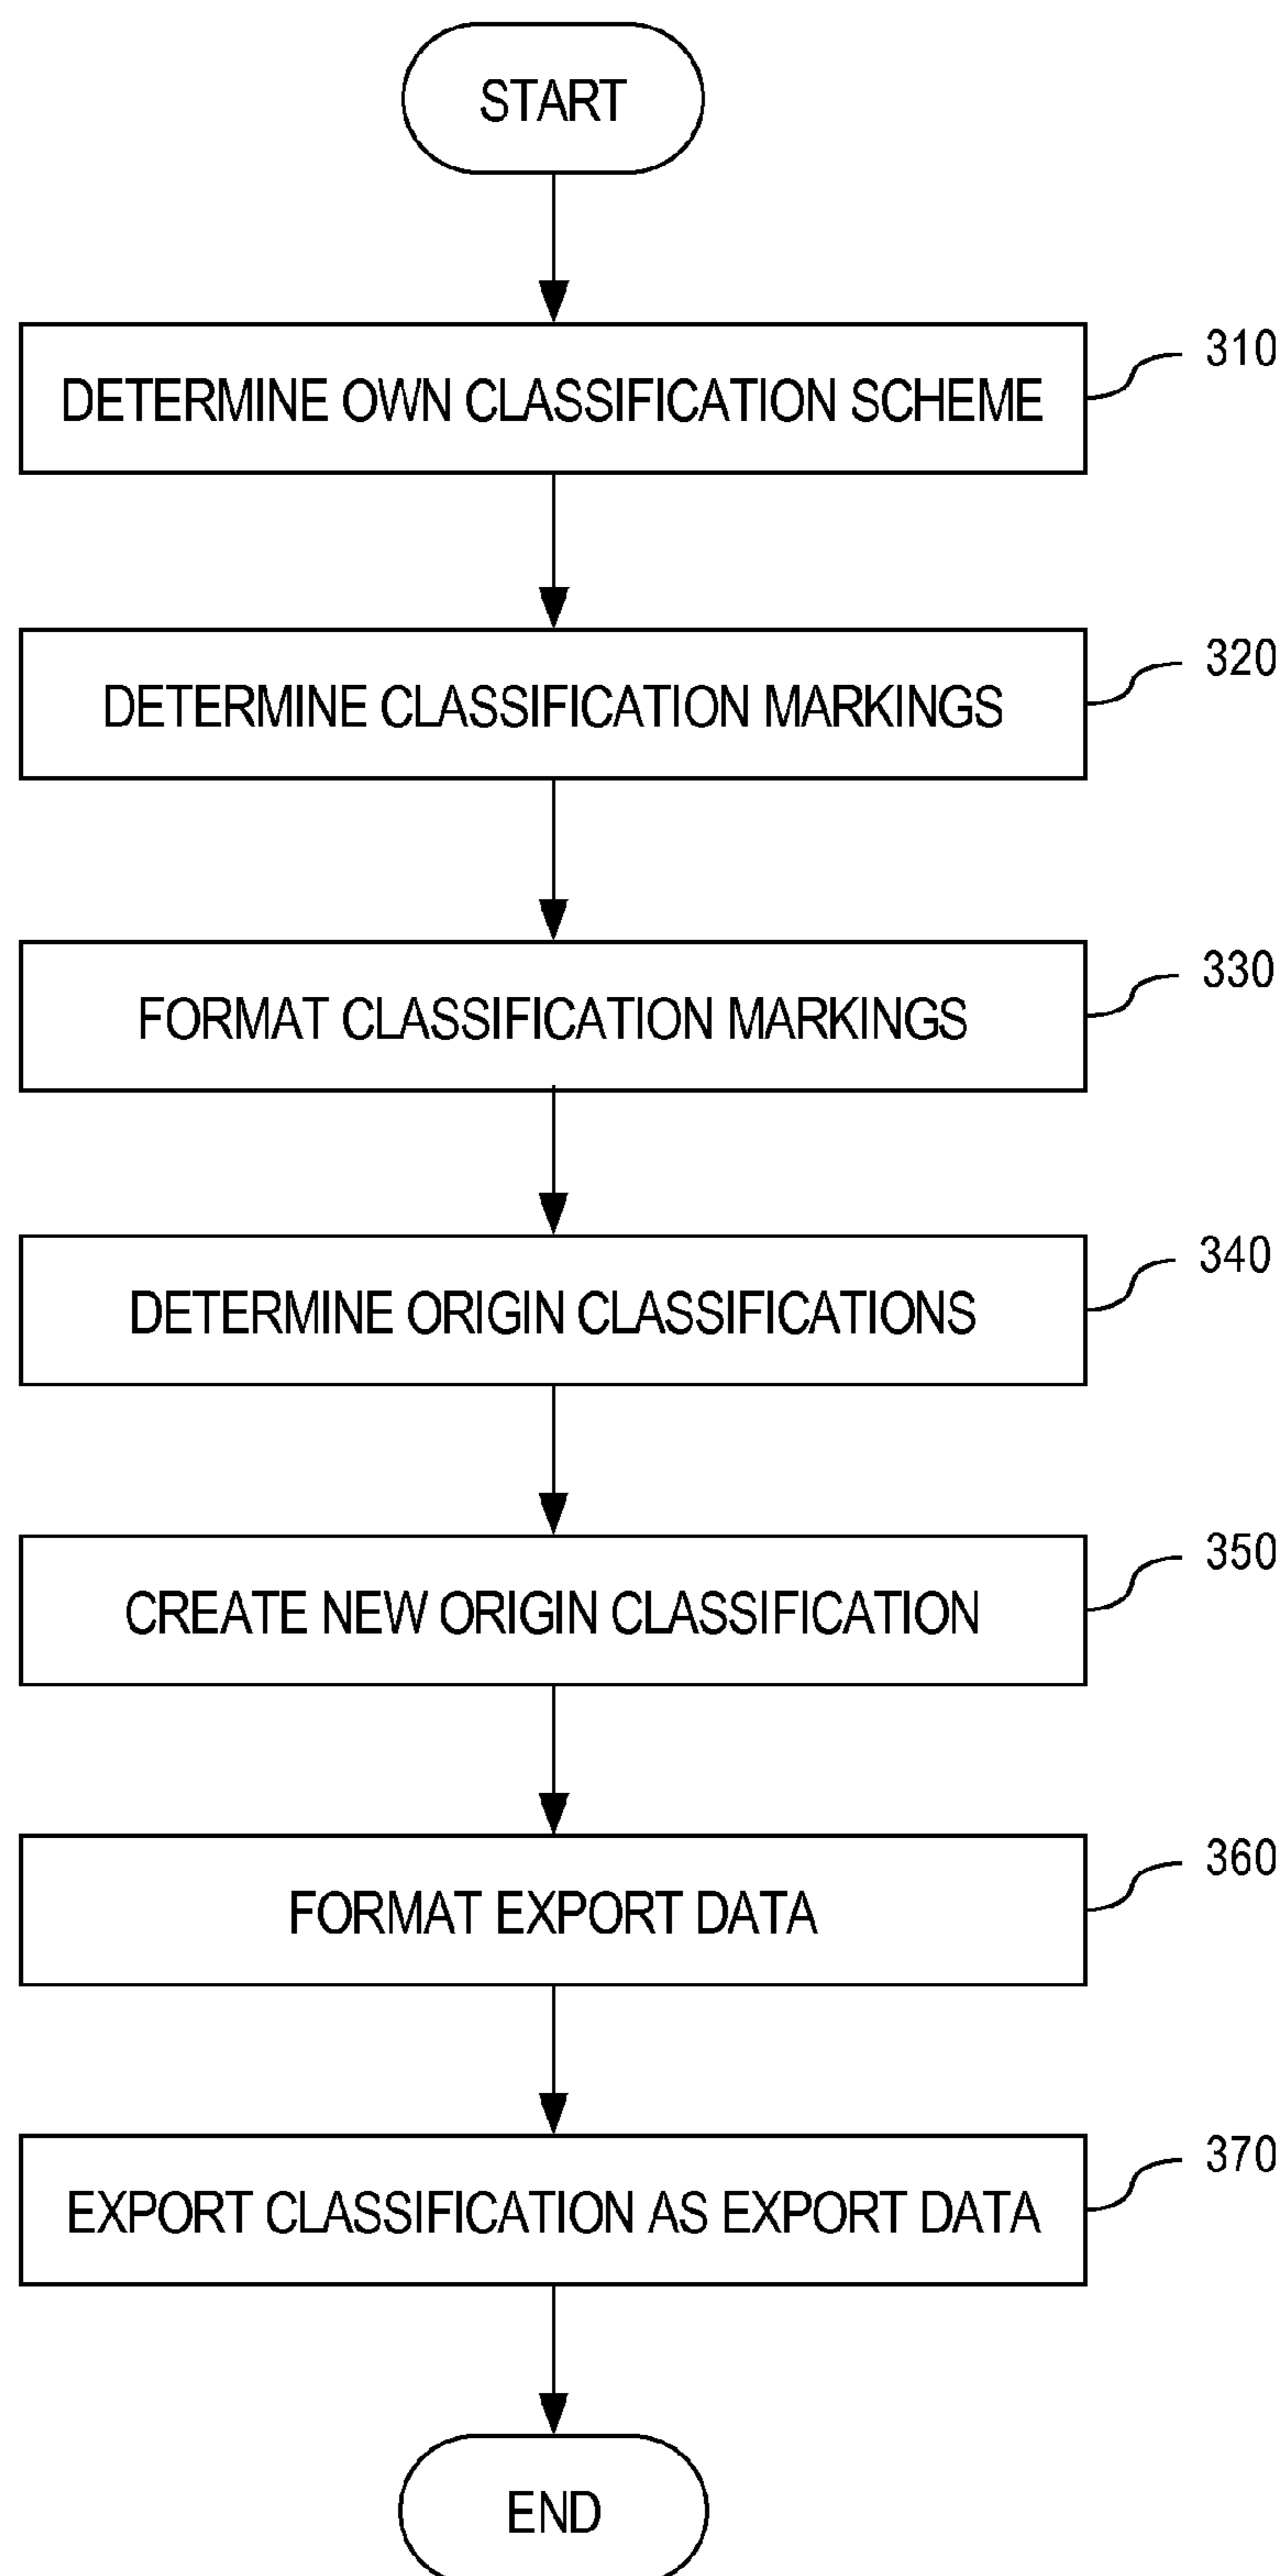 START
DETERMINE OWN CLASSIFICATION SCHEME
310
DETERMINE CLASSIFICATION MARKINGS
320
FORMAT CLASSIFICATION MARKINGS
330
DETERMINE ORIGIN CLASSIFICATIONS
340
CREATE NEW ORIGIN CLASSIFICATION
350
FORMAT EXPORT DATA
360
EXPORT CLASSIFICATION AS EXPORT DATA
370
END